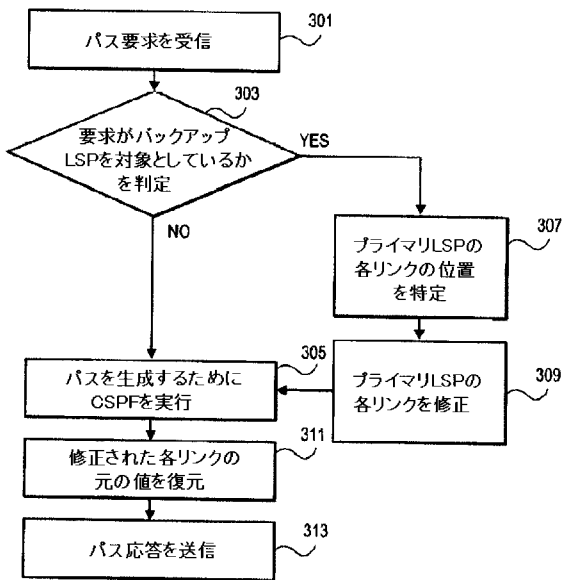 パス要求を受信
301
要求がバックアップ
LSPを対象としているか
を判定
303
YES
NO
プライマリLSPの
各リンクの位置
を特定
307
プライマリLSPの
各リンクを修正
309
パスを生成するために
CSPFを実行
305
修正された各リンクの
元の値を復元
311
パス応答を送信
313